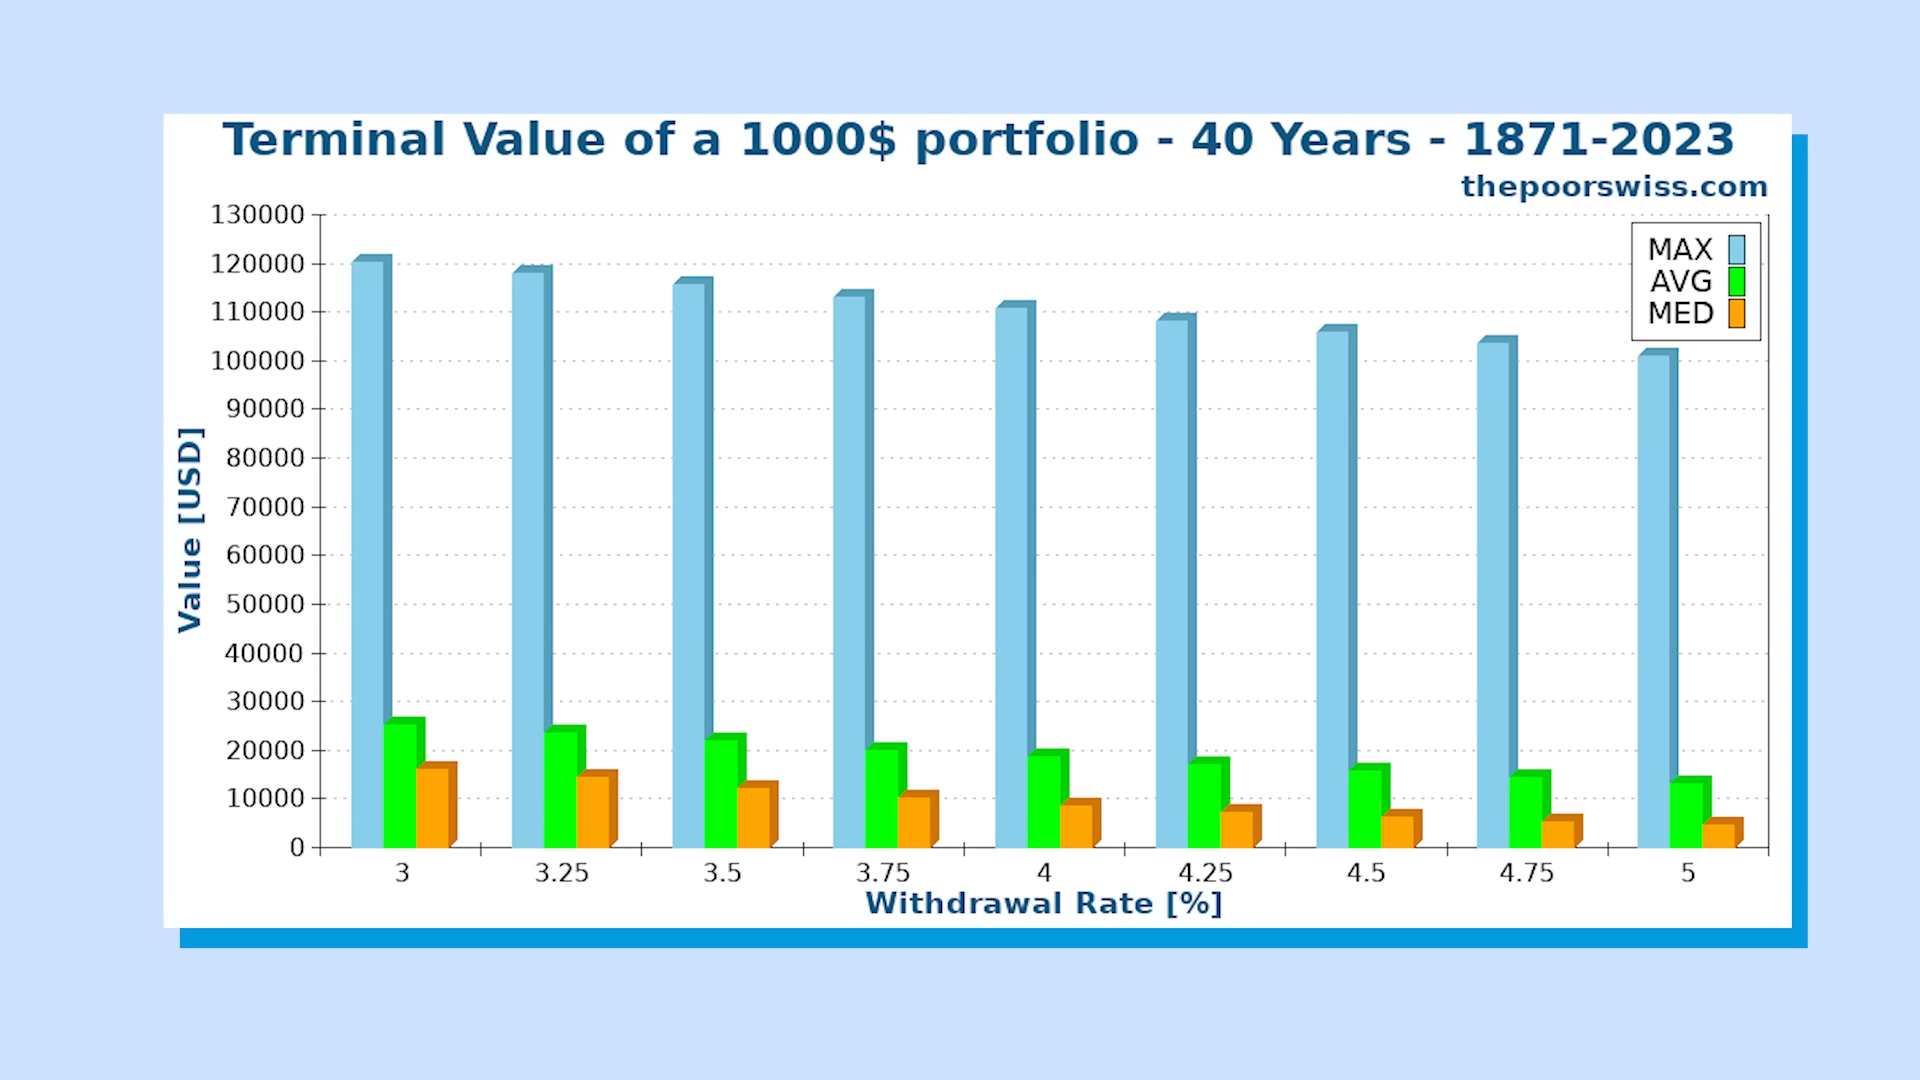 Terminal Value of a 1000$ portfolio - 40 Years - 1871-2023
thepoorswiss.com
130000
120000
110000
100000
90000
80000
70000
60000
50000
40000
30000
20000
10000
0
Value [USD]
MAX
AVG
MED
3 3.25 3.5 3.75 4 4.25 4.5 4.75 5
Withdrawal Rate [%]